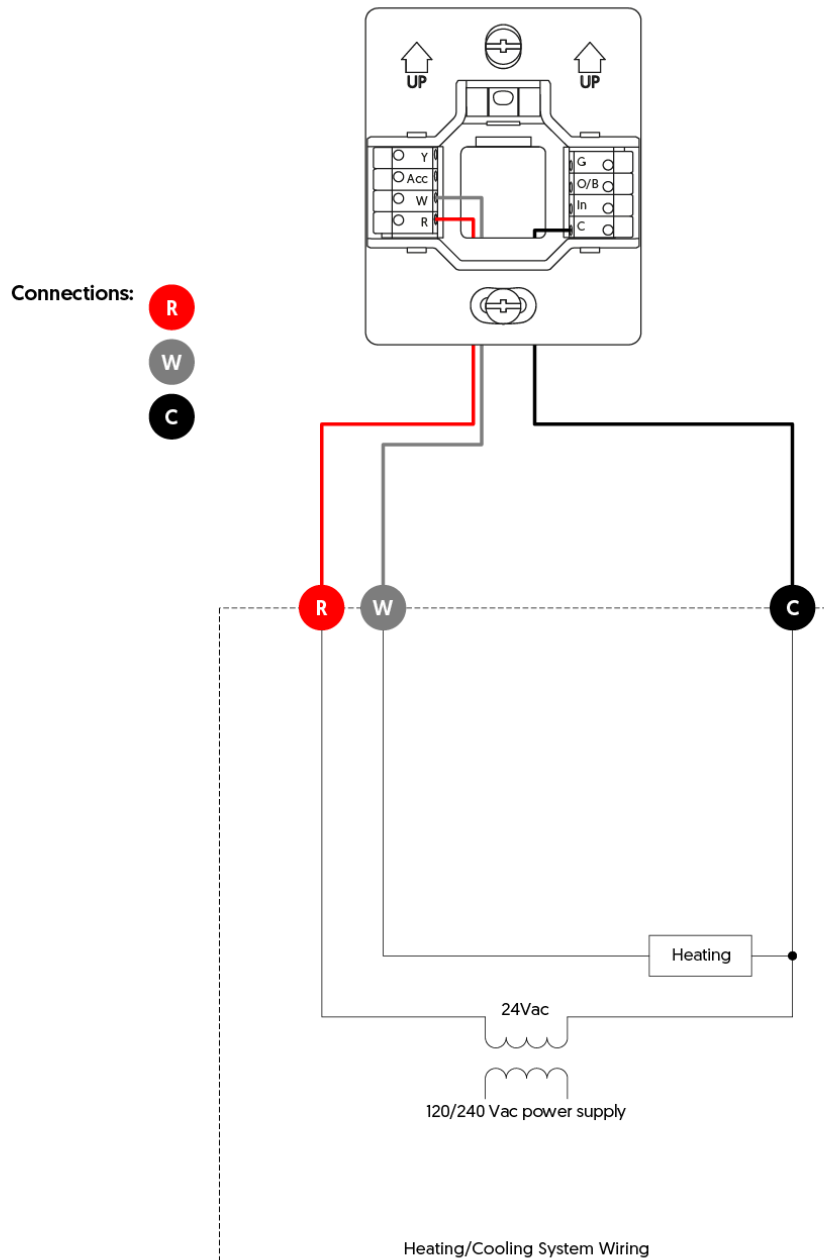 UP
UP
Y
Acc
W
R
G
O/B
In
C
Connections:
R
W
C
R
W
C
Heating
24Vac
120/240 Vac power supply
Heating/Cooling System Wiring